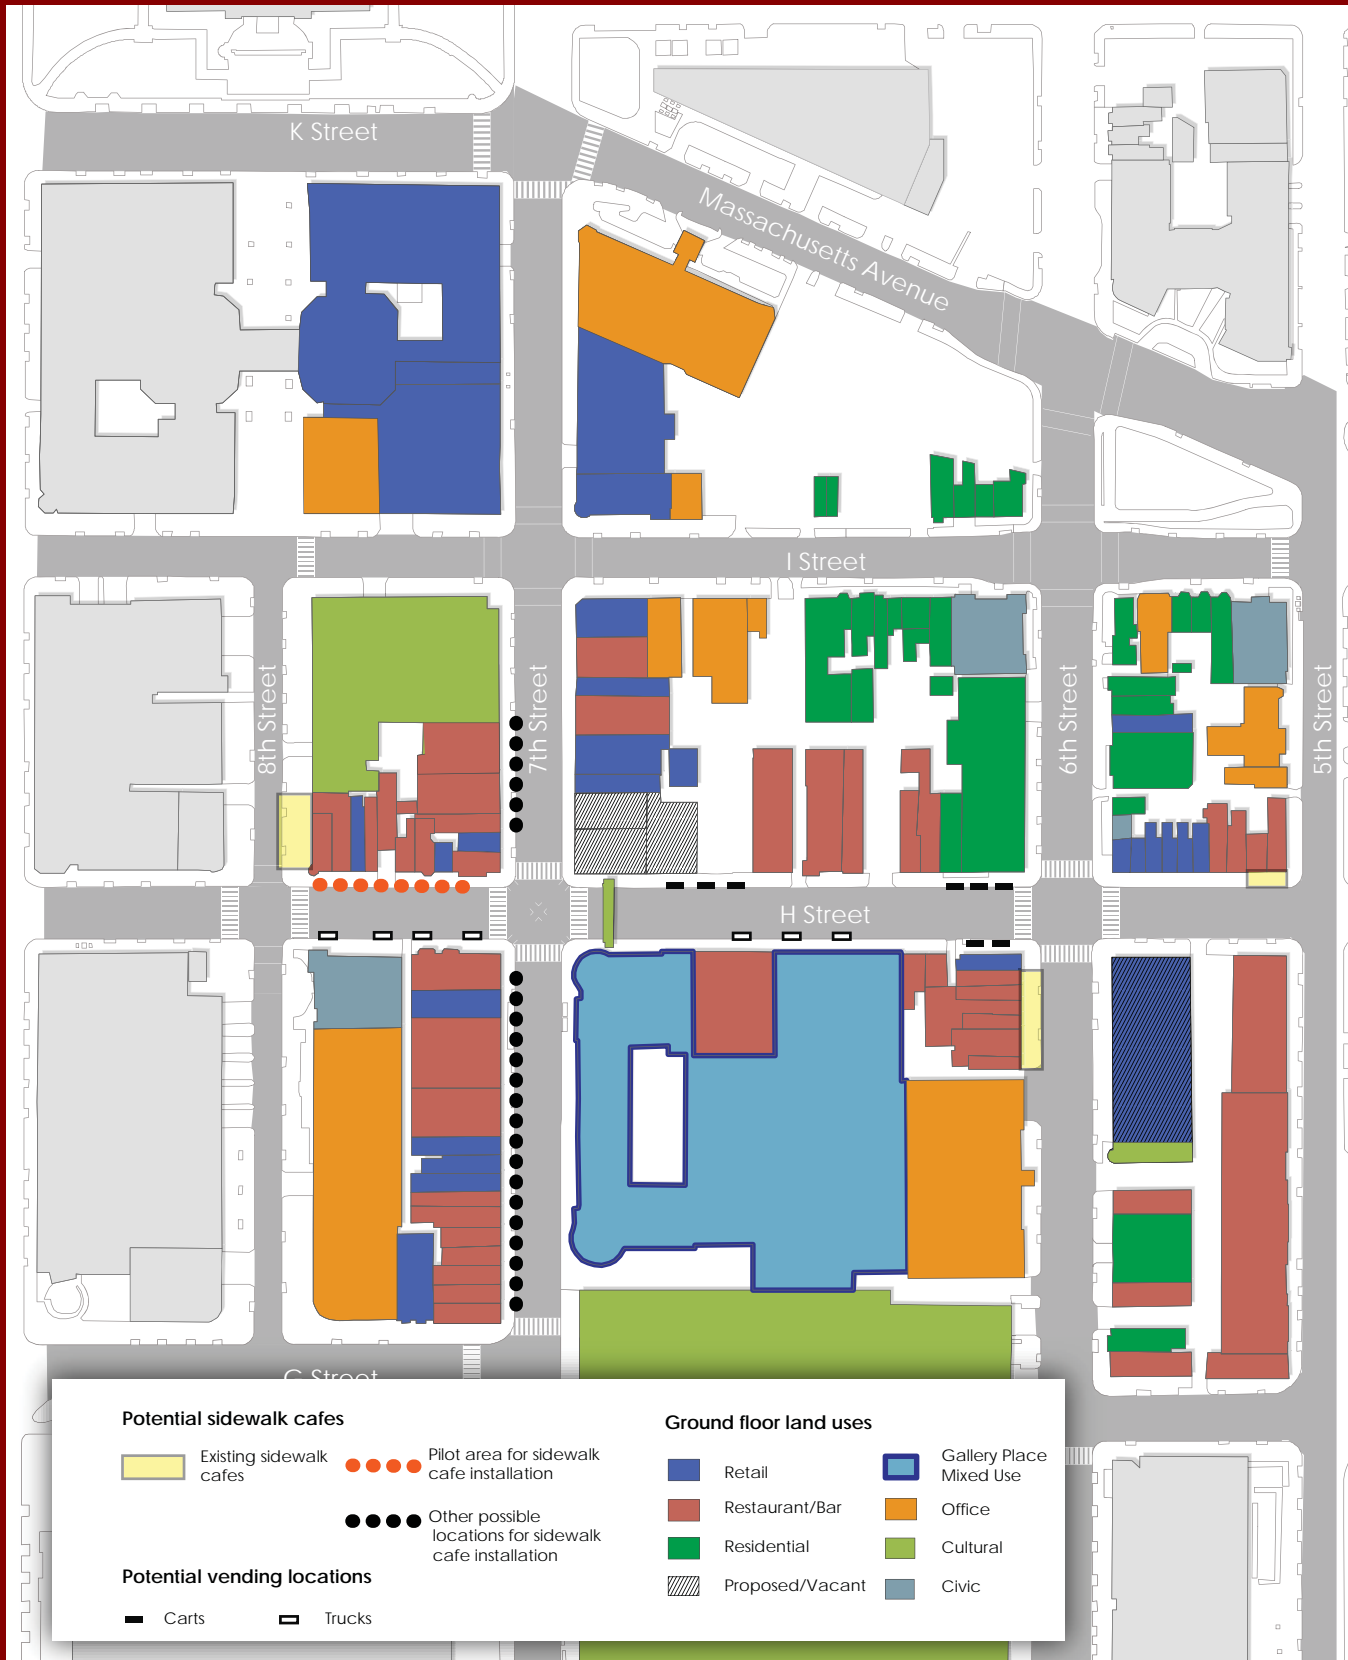 K Street
Massachusetts Avenue
I Street
8th Street
7th Street
6th Street
5th Street
H Street
G Street
Potential sidewalk cafes
Existing sidewalk
cafes
Pilot area for sidewalk
cafe installation
Other possible
locations for sidewalk
cafe installation
Potential vending locations
Carts
Trucks
Ground floor land uses
Retail
Restaurant/Bar
Residential
Proposed/Vacant
Gallery Place
Mixed Use
Office
Cultural
Civic